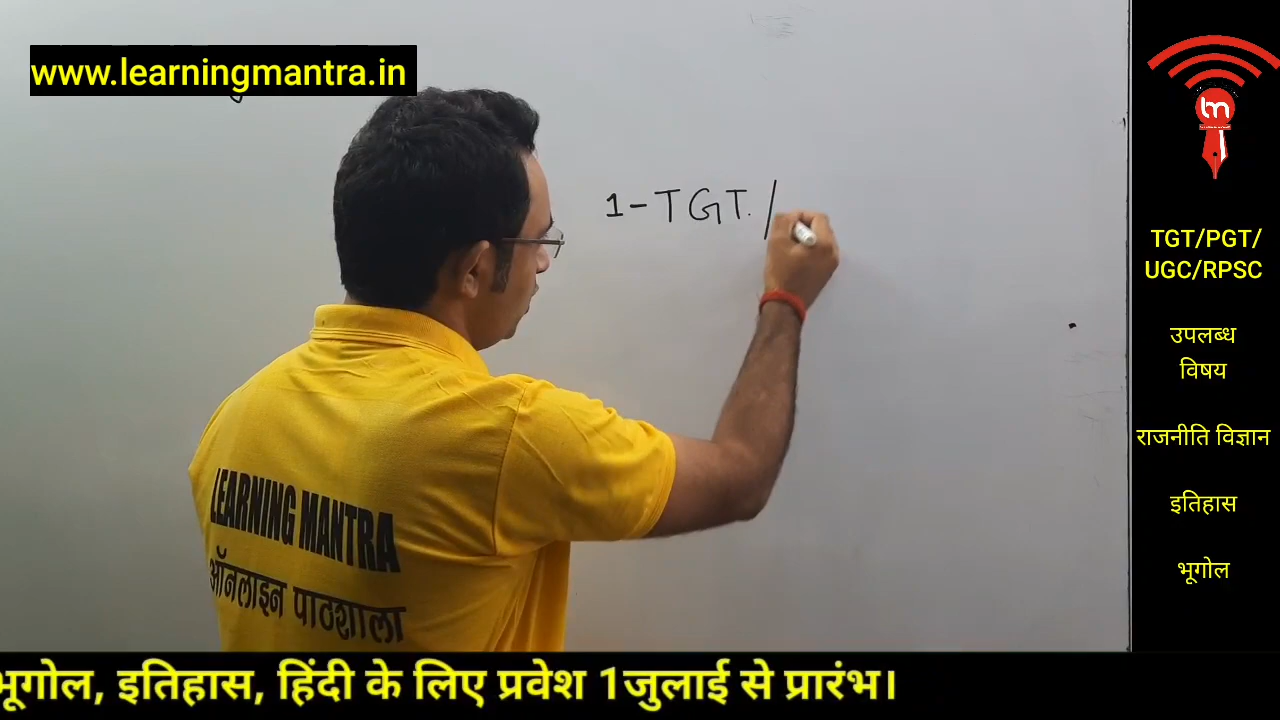 www.learningmantra.in
1-TGT. /
LEARNING MANTRA
ऑनलाइन पाठशाला
lm
TGT/PGT/
UGC/RPSC
उपलब्ध
विषय
राजनीति विज्ञान
इतिहास
भूगोल
भूगोल, इतिहास, हिंदी के लिए प्रवेश 1जुलाई से प्रारंभ।